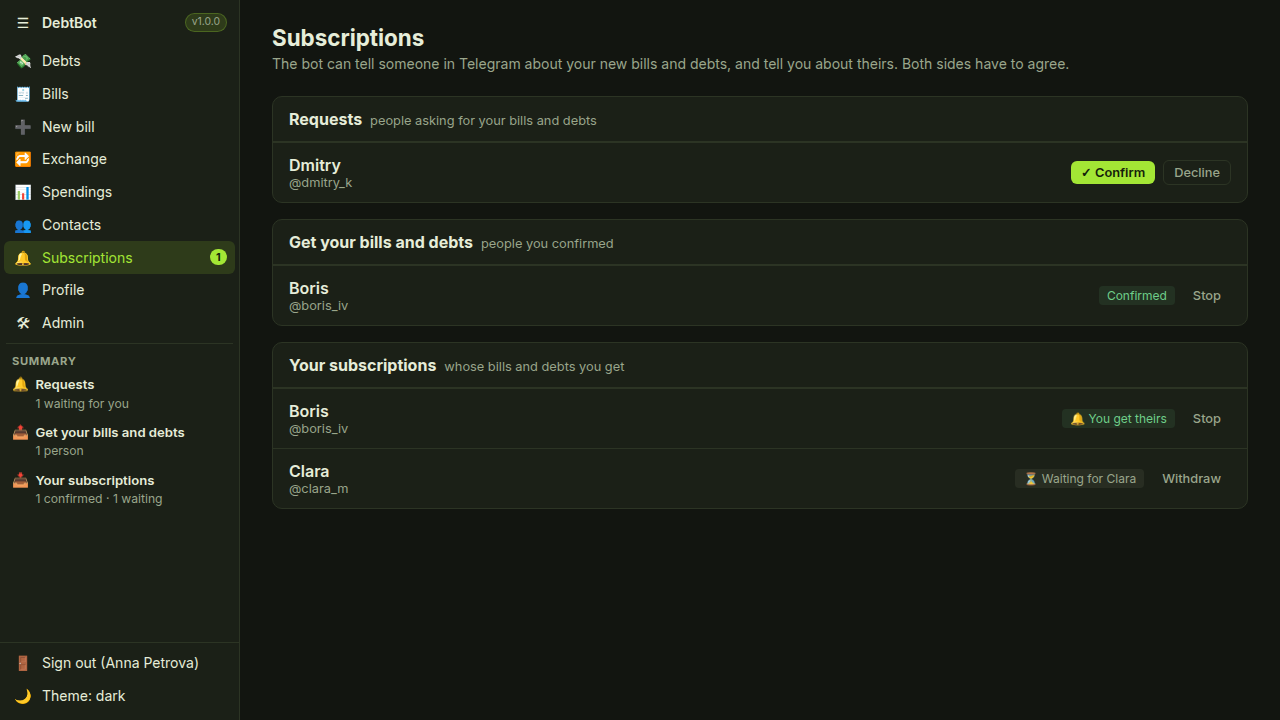 DebtBot v1.0.0
Debts
Bills
New bill
Exchange
Spendings
Contacts
Subscriptions 1
Profile
Admin
SUMMARY
Requests
1 waiting for you
Get your bills and debts
1 person
Your subscriptions
1 confirmed · 1 waiting
Sign out (Anna Petrova)
Theme: dark
Subscriptions
The bot can tell someone in Telegram about your new bills and debts, and tell you about theirs. Both sides have to agree.
Requests people asking for your bills and debts
Dmitry
@dmitry_k
✓ Confirm Decline
Get your bills and debts people you confirmed
Boris
@boris_iv
Confirmed Stop
Your subscriptions whose bills and debts you get
Boris
@boris_iv
You get theirs Stop
Clara
@clara_m
Waiting for Clara Withdraw